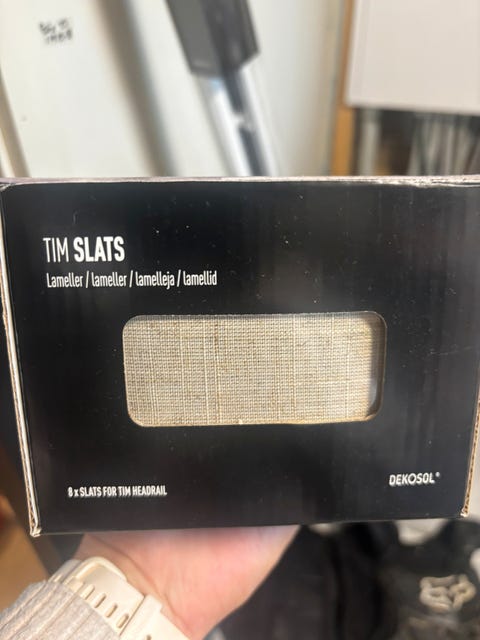 TIM SLATS
Lameller / lameller / lamelleja / lamellid
8 x SLATS FOR TIM HEADRAIL
DEKOSOL®